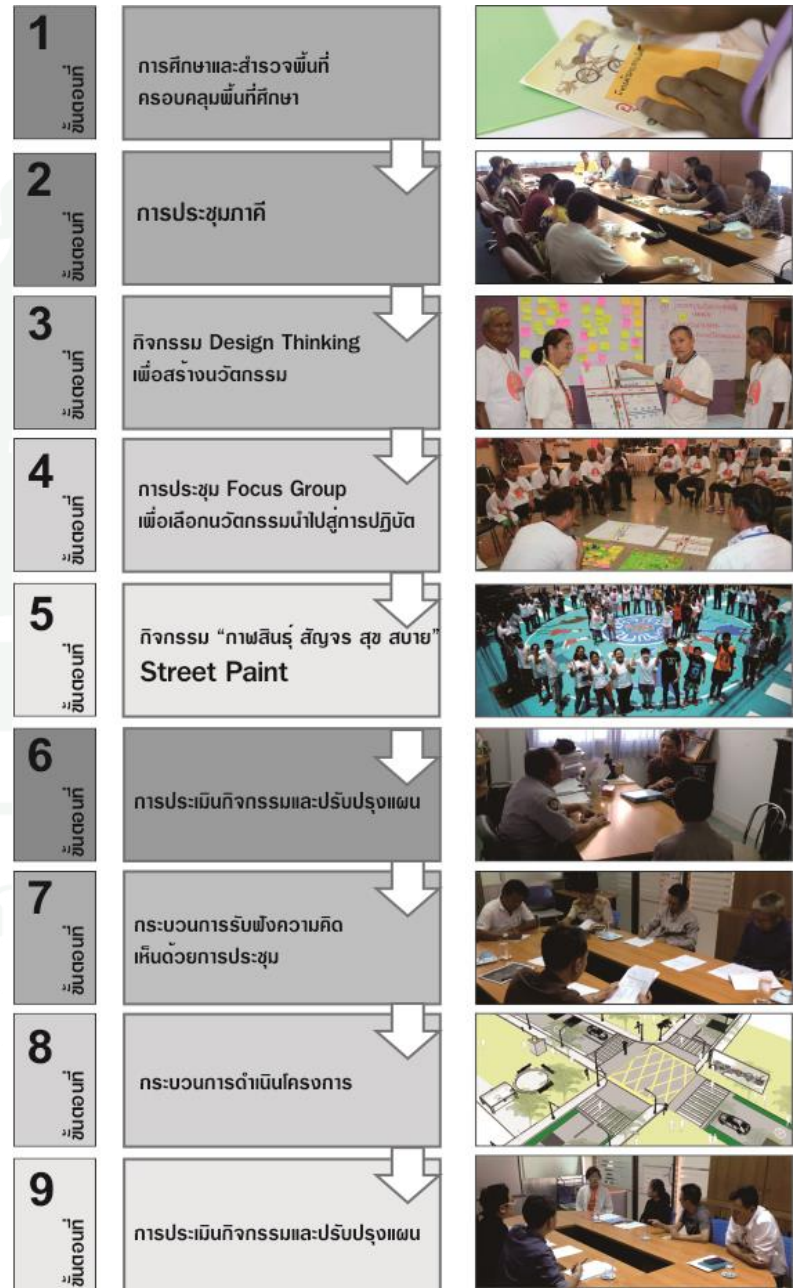 1
ขั้นตอนที่
การศึกษาและสำรวจพื้นที่
ครอบคลุมพื้นที่ศึกษา
2
ขั้นตอนที่
การประชุมภาคี
3
ขั้นตอนที่
กิจกรรม Design Thinking
เพื่อสร้างนวัตกรรม
4
ขั้นตอนที่
การประชุม Focus Group
เพื่อเลือกนวัตกรรมนำไปสู่การปฏิบัติ
5
ขั้นตอนที่
กิจกรรม “กาฬสินธุ์ สัญจร สุข สบาย”
Street Paint
6
ขั้นตอนที่
การประเมินกิจกรรมและปรับปรุงแผน
7
ขั้นตอนที่
กระบวนการรับฟังความคิด
เห็นด้วยการประชุม
8
ขั้นตอนที่
กระบวนการดำเนินโครงการ
9
ขั้นตอนที่
การประเมินกิจกรรมและปรับปรุงแผน